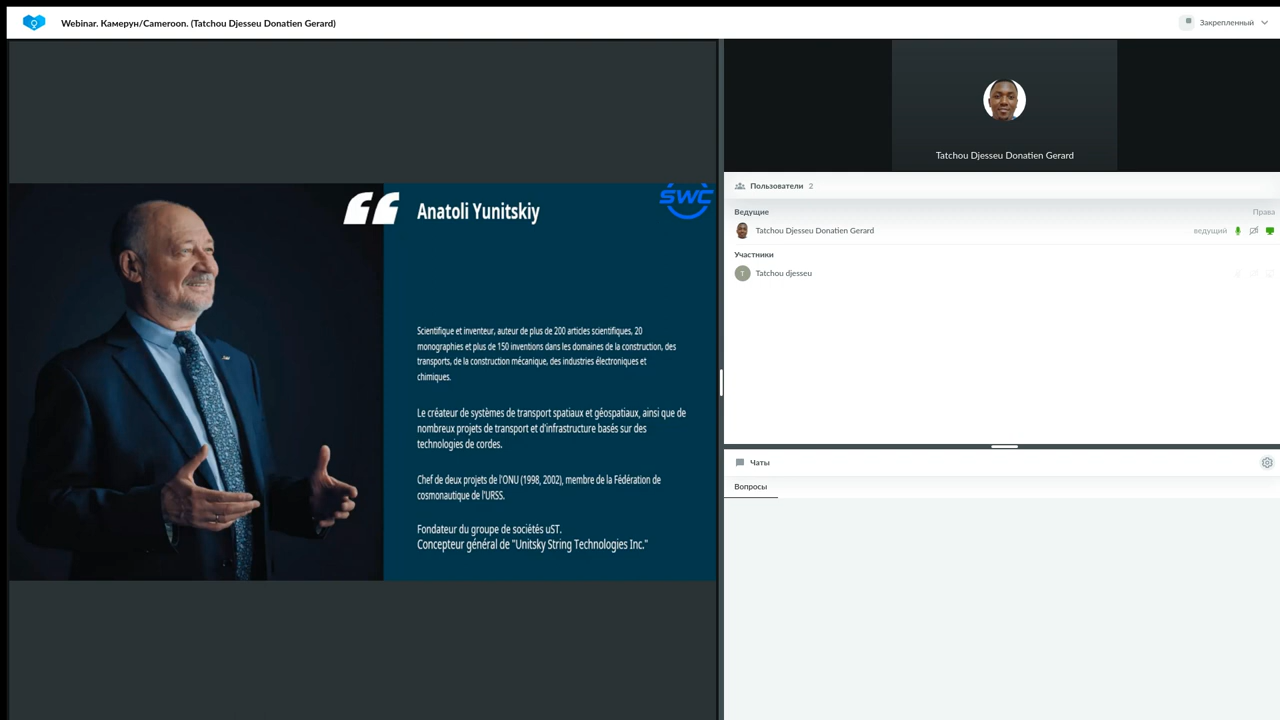 Webinar. Камерун/Cameroon. (Tatchou Djesseu Donatien Gerard)
Закрепленный
Anatoli Yunitskiy
SWC
Scientifique et inventeur, auteur de plus de 200 articles scientifiques, 20
monographies et plus de 150 inventions dans les domaines de la construction, des
transports, de la construction mécanique, des industries électroniques et
chimiques.
Le créateur de systèmes de transport spatiaux et géospatiaux, ainsi que de
nombreux projets de transport et d'infrastructure basés sur des
technologies de cordes.
Chef de deux projets de l'ONU (1998, 2002), membre de la Fédération de
cosmonautique de l'URSS.
Fondateur du groupe de sociétés uST.
Concepteur général de "Unitsky String Technologies Inc."
Tatchou Djesseu Donatien Gerard
Пользователи 2
Ведущие Права
Tatchou Djesseu Donatien Gerard ведущий
Участники
T Tatchou djesseu
Чаты
Вопросы